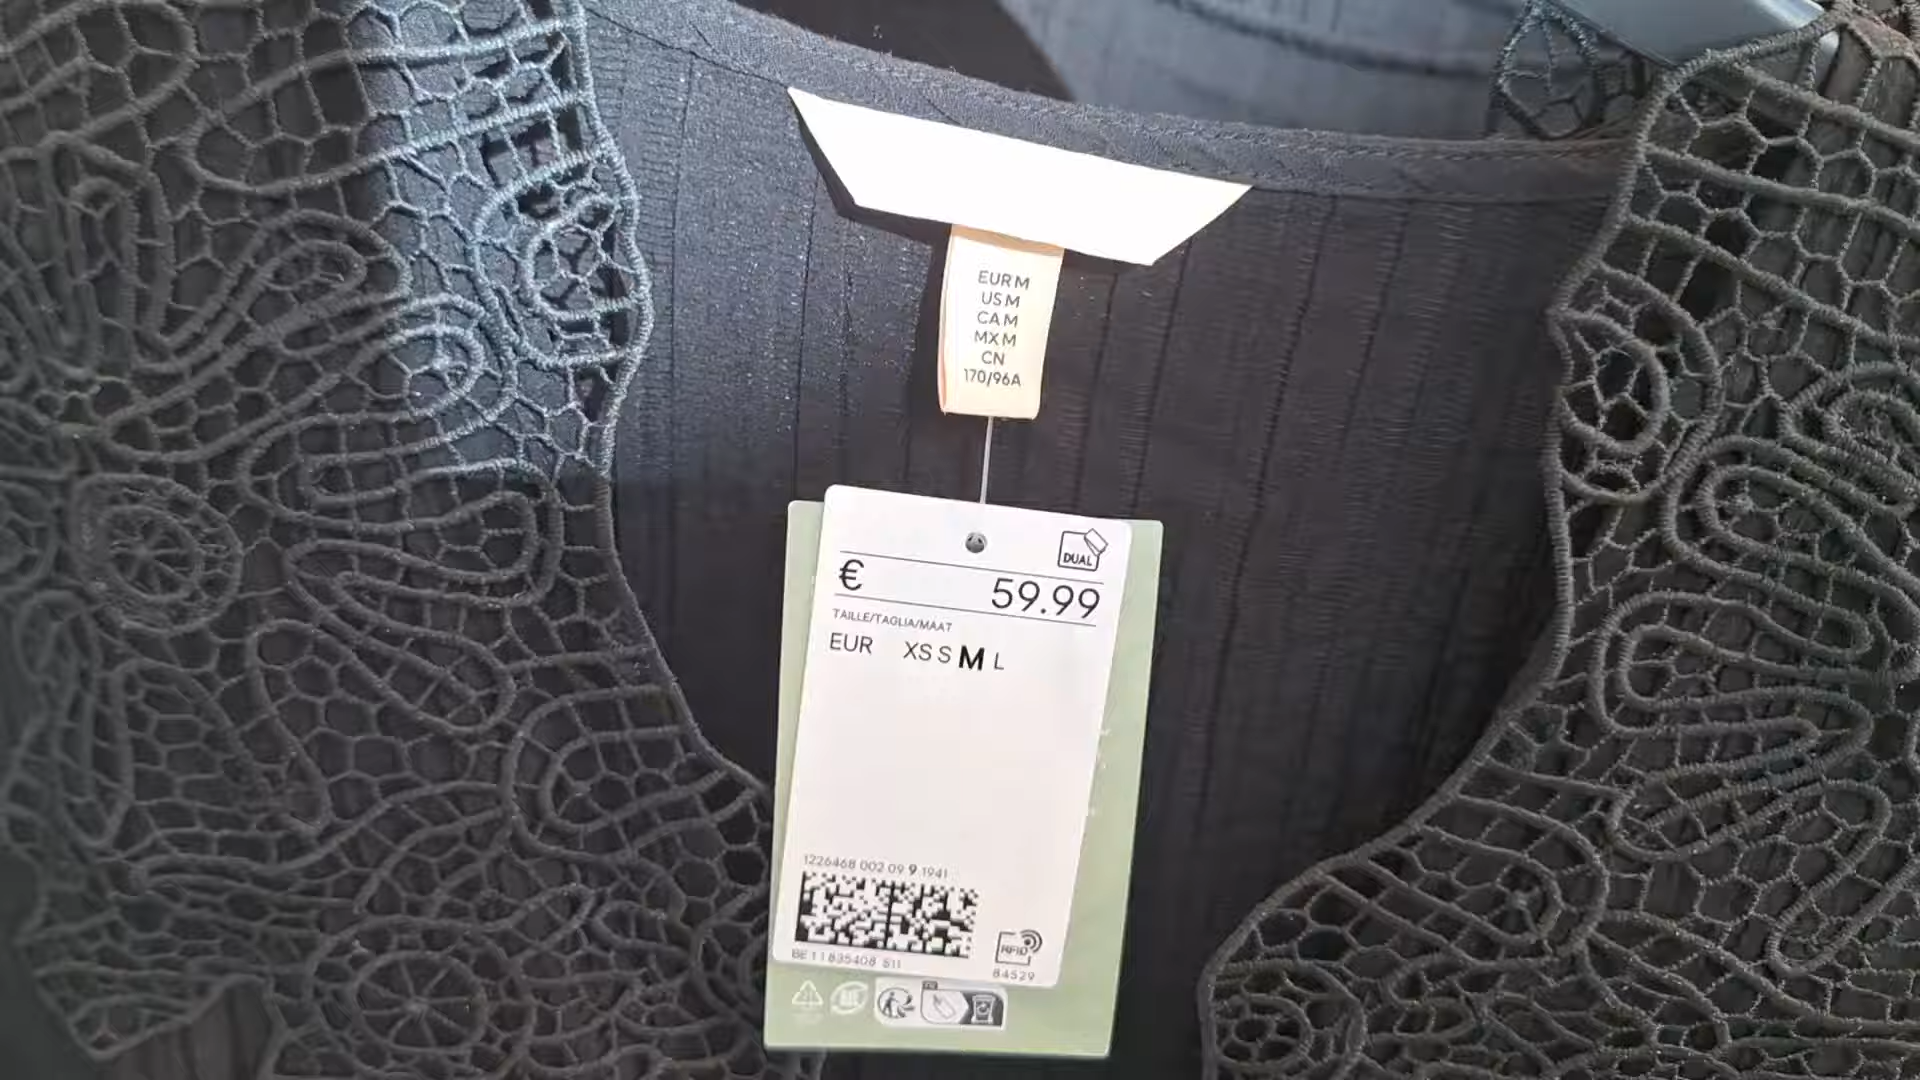 EUR M
US M
CA M
MX M
CN
170/96A
DUAL
€ 59.99
TAILLE/TAGLIA/MAAT
EUR XS S M L
1226468 002 09 9 1941
BE 11835408 S11
RFID
84529
FR